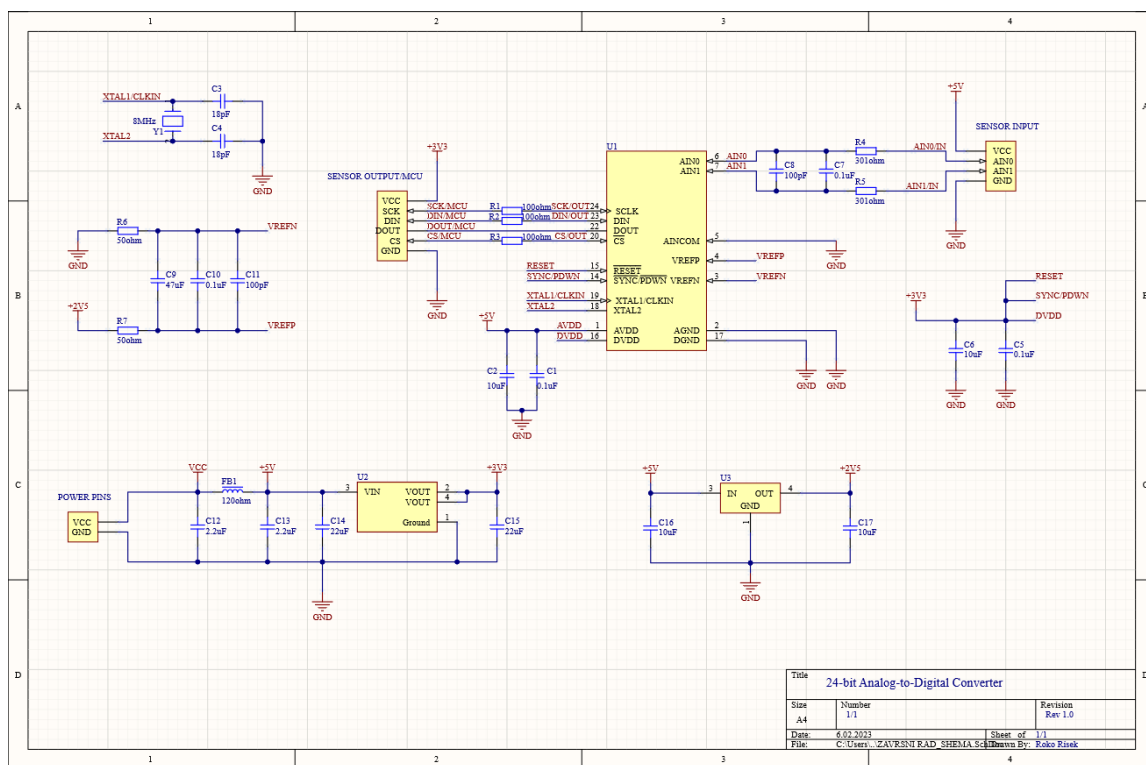 1 2 3 4
A A
XTAL1/CLKIN
C3
18pF
8MHz
Y1
C4
18pF
XTAL2
GND
SENSOR OUTPUT/MCU
+3V3
VCC
SCK
DIN
DOUT
CS
GND
SCK/MCU
DIN/MCU
DOUT/MCU
CS/MCU
R1 100ohm
R2 100ohm
R3 100ohm
SCK/OUT 24
DIN/OUT 23
22
CS/OUT 20
GND
U1
SCLK
DIN
DOUT
CS
RESET 15 RESET
SYNC/PDWN 14 SYNC/PDWN
XTAL1/CLKIN 19 XTAL1/CLKIN
XTAL2 18 XTAL2
AVDD 1 AVDD
DVDD 16 DVDD
AIN0 6 AIN0
AIN1 7 AIN1
AINCOM 5
VREFP 4 VREFP
VREFN 3 VREFN
AGND 2
DGND 17
GND
GND GND
C8
100pF
C7
0.1uF
R4
301ohm
R5
301ohm
AIN0/IN
AIN1/IN
+5V
SENSOR INPUT
VCC
AIN0
AIN1
GND
GND
B
R6
50ohm
VREFN
GND
C9
47uF
C10
0.1uF
C11
100pF
+2V5
R7
50ohm
VREFP
+5V
C2
10uF
C1
0.1uF
GND
RESET
SYNC/PDWN
DVDD
+3V3
C6
10uF
C5
0.1uF
GND GND
C
POWER PINS
VCC
GND
VCC
FB1
120ohm
+5V
C12
2.2uF
C13
2.2uF
C14
22uF
U2
3 VIN
VOUT 2
VOUT 4
Ground 1
+3V3
C15
22uF
GND
+5V
U3
3 IN OUT 4
GND
1
+2V5
C16
10uF
C17
10uF
GND
D
Title
24-bit Analog-to-Digital Converter
Size Number Revision
A4 1/1 Rev 1.0
Date: 6.02.2023 Sheet of 1/1
File: C:\Users\...\ZAVRSNI RAD_SHEMA.Sch Drawn By: Roko Risek
1 2 3 4